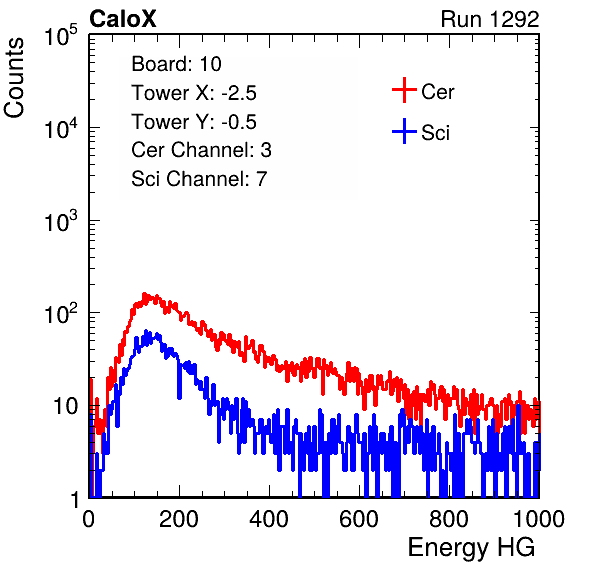 CaloX Run 1292
Counts
10^5
10^4
10^3
10^2
10
1
Board: 10
Tower X: -2.5
Tower Y: -0.5
Cer Channel: 3
Sci Channel: 7
Cer
Sci
0 200 400 600 800 1000
Energy HG